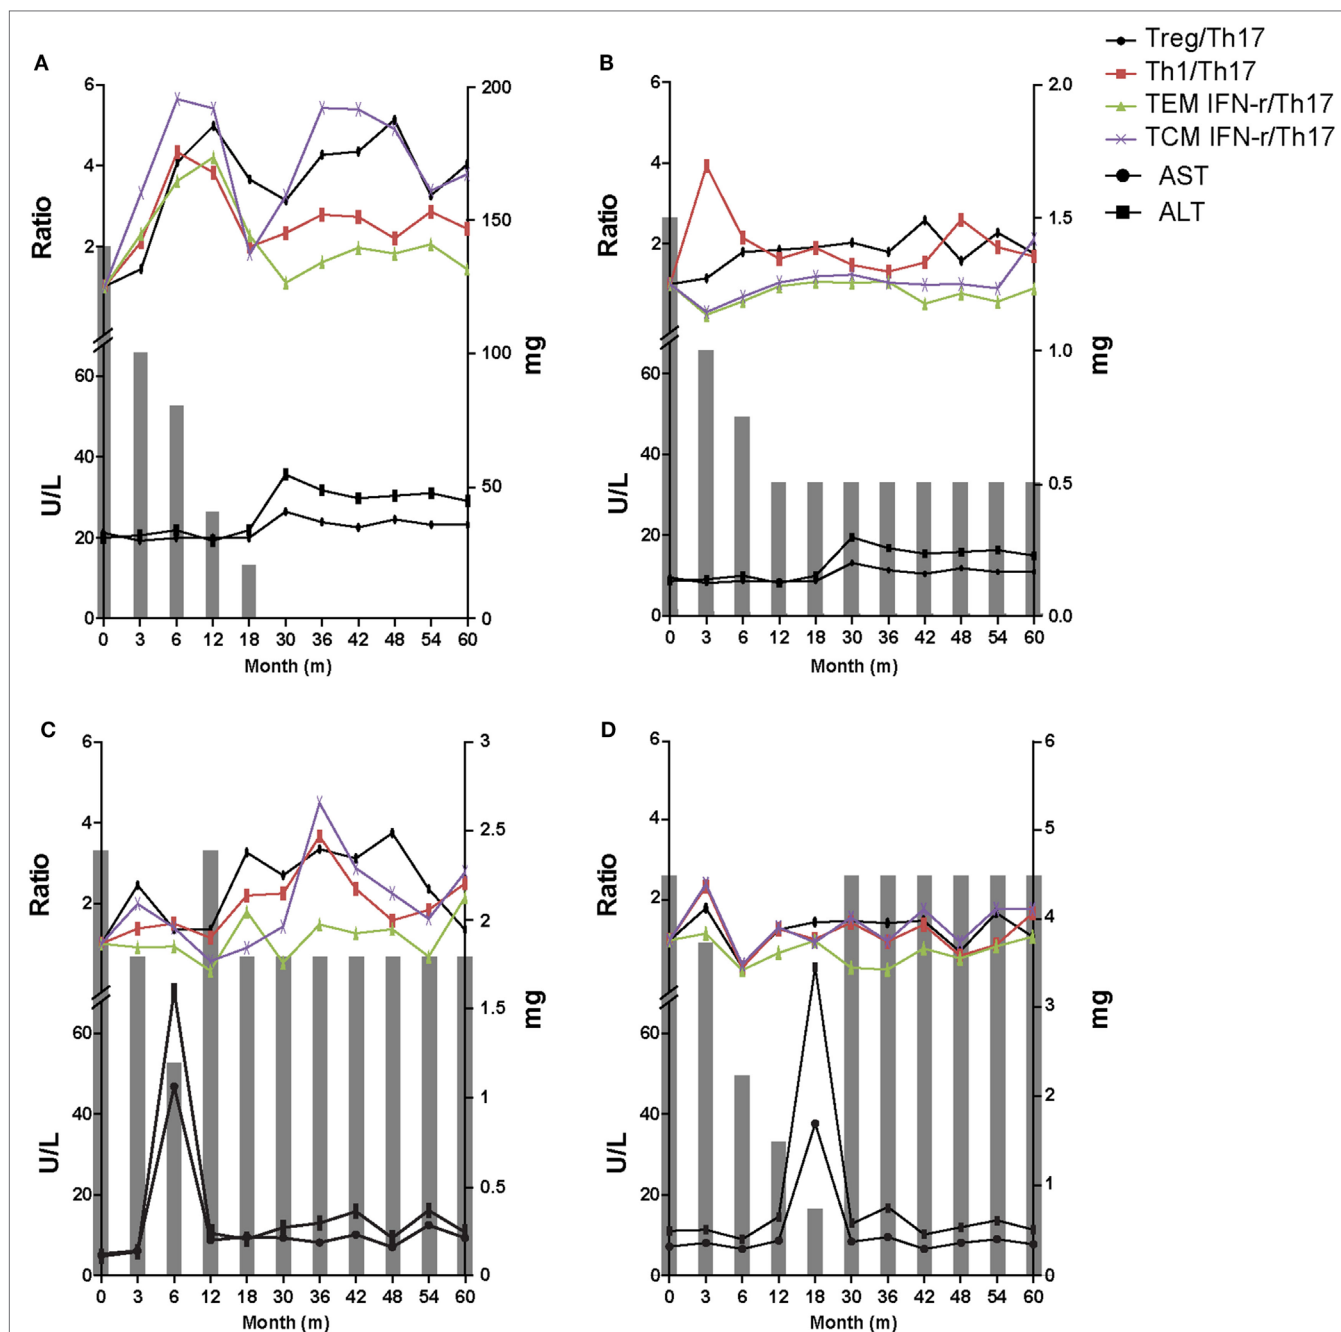 Treg/Th17
Th1/Th17
TEM IFN-r/Th17
TCM IFN-r/Th17
AST
ALT
A
6
4
2
Ratio
60
40
20
0
U/L
200
150
100
50
0
mg
0 3 6 12 18 30 36 42 48 54 60
Month (m)
B
6
4
2
Ratio
60
40
20
0
U/L
2.0
1.5
1.0
0.5
0.0
mg
0 3 6 12 18 30 36 42 48 54 60
Month (m)
C
6
4
2
Ratio
60
40
20
0
U/L
3
2.5
2
1.5
1
0.5
0
mg
0 3 6 12 18 30 36 42 48 54 60
Month (m)
D
6
4
2
Ratio
60
40
20
0
U/L
6
5
4
3
2
1
0
mg
0 3 6 12 18 30 36 42 48 54 60
Month (m)